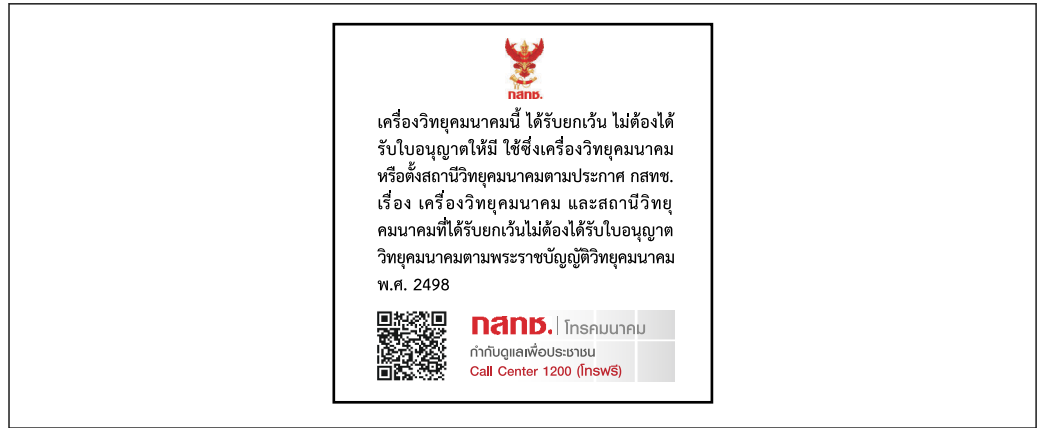 กสทช.
เครื่องวิทยุคมนาคมนี้ ได้รับยกเว้น ไม่ต้องได้
รับใบอนุญาตให้มี ใช้ซึ่งเครื่องวิทยุคมนาคม
หรือตั้งสถานีวิทยุคมนาคมตามประกาศ กสทช.
เรื่อง เครื่องวิทยุคมนาคม และสถานีวิทยุ
คมนาคมที่ได้รับยกเว้นไม่ต้องได้รับใบอนุญาต
วิทยุคมนาคมตามพระราชบัญญัติวิทยุคมนาคม
พ.ศ. 2498
กสทช. | โทรคมนาคม
กำกับดูแลเพื่อประชาชน
Call Center 1200 (โทรฟรี)